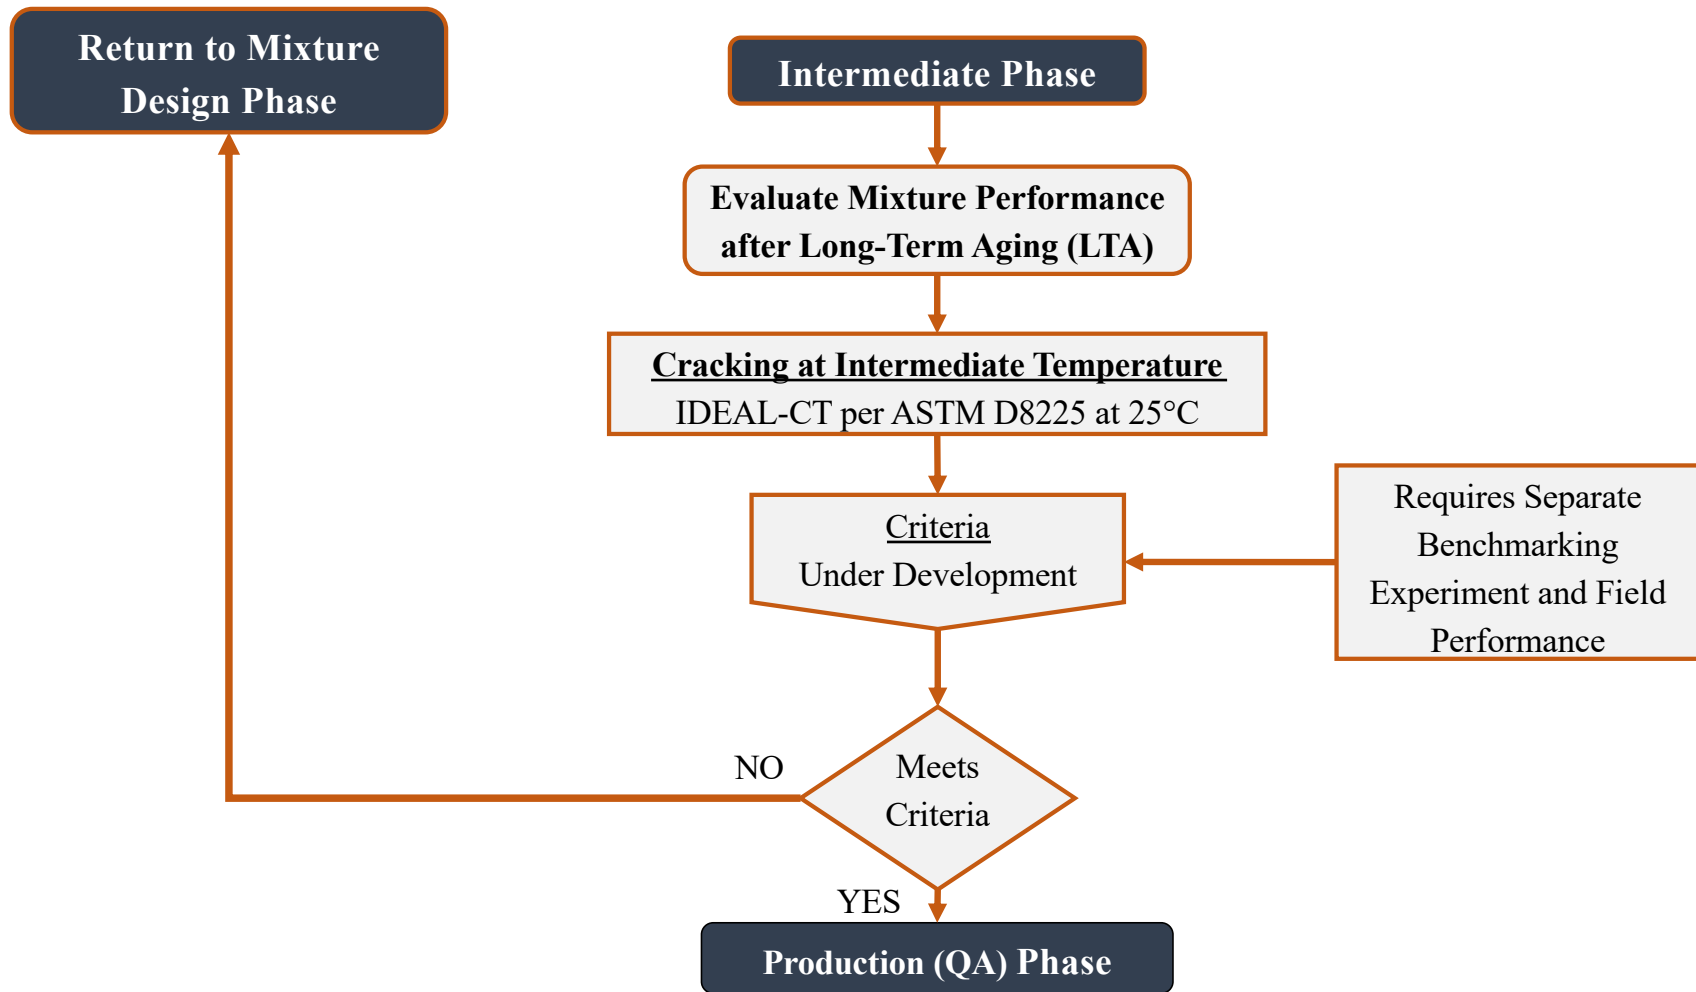 Return to Mixture
Design Phase
Intermediate Phase
Evaluate Mixture Performance
after Long-Term Aging (LTA)
Cracking at Intermediate Temperature
IDEAL-CT per ASTM D8225 at 25°C
Criteria
Under Development
Requires Separate
Benchmarking
Experiment and Field
Performance
NO
Meets
Criteria
YES
Production (QA) Phase